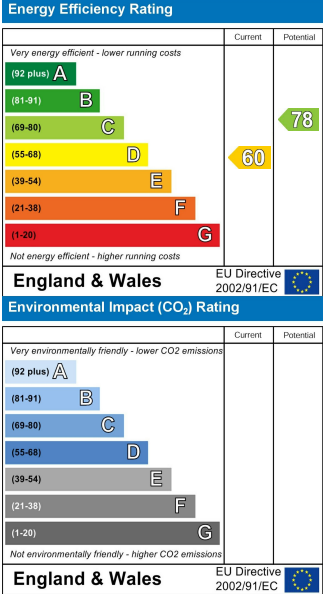 Energy Efficiency Rating
Current Potential
Very energy efficient - lower running costs
(92 plus) A
(81-91) B
(69-80) C
(55-68) D
(39-54) E
(21-38) F
(1-20) G
60
78
Not energy efficient - higher running costs
England & Wales
EU Directive
2002/91/EC
Environmental Impact (CO₂) Rating
Current Potential
Very environmentally friendly - lower CO2 emissions
(92 plus) A
(81-91) B
(69-80) C
(55-68) D
(39-54) E
(21-38) F
(1-20) G
Not environmentally friendly - higher CO2 emissions
England & Wales
EU Directive
2002/91/EC